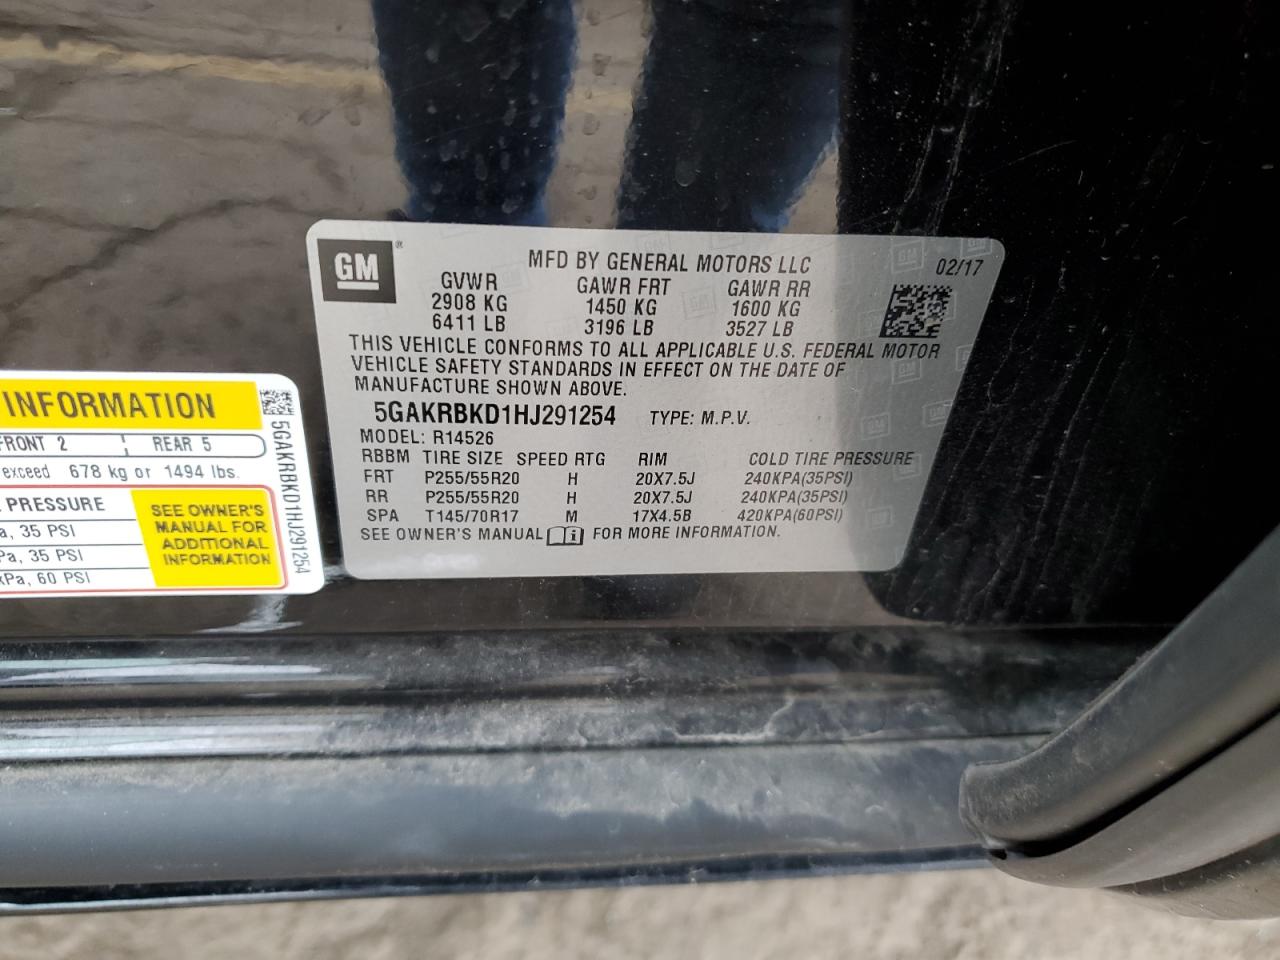 GM ®
MFD BY GENERAL MOTORS LLC 02/17
GVWR GAWR FRT GAWR RR
2908 KG 1450 KG 1600 KG
6411 LB 3196 LB 3527 LB
THIS VEHICLE CONFORMS TO ALL APPLICABLE U.S. FEDERAL MOTOR
VEHICLE SAFETY STANDARDS IN EFFECT ON THE DATE OF
MANUFACTURE SHOWN ABOVE.
5GAKRBKD1HJ291254 TYPE: M.P.V.
MODEL: R14526
RBBM TIRE SIZE SPEED RTG RIM COLD TIRE PRESSURE
FRT P255/55R20 H 20X7.5J 240KPA(35PSI)
RR P255/55R20 H 20X7.5J 240KPA(35PSI)
SPA T145/70R17 M 17X4.5B 420KPA(60PSI)
SEE OWNER'S MANUAL FOR MORE INFORMATION.
INFORMATION
FRONT 2 REAR 5
exceed 678 kg or 1494 lbs.
PRESSURE
a, 35 PSI
Pa, 35 PSI
kPa, 60 PSI
SEE OWNER'S
MANUAL FOR
ADDITIONAL
INFORMATION
5GAKRBKD1HJ291254